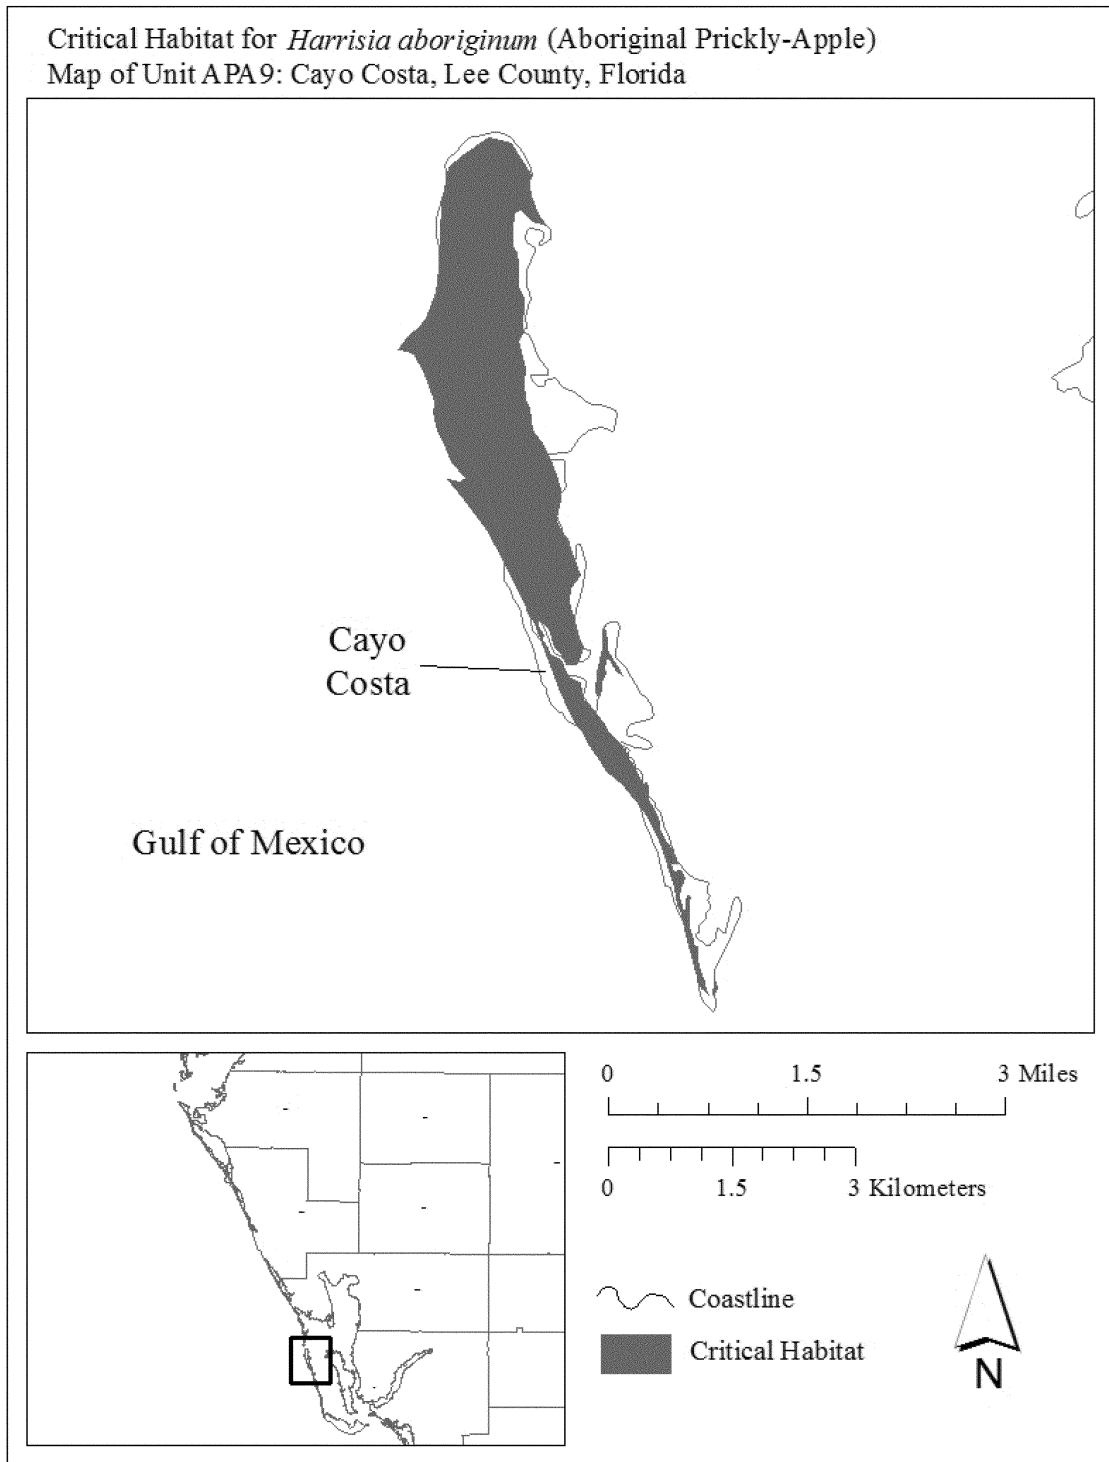 Critical Habitat for Harrisia aboriginum (Aboriginal Prickly-Apple)
Map of Unit APA9: Cayo Costa, Lee County, Florida
Cayo
Costa
Gulf of Mexico
0 1.5 3 Miles
0 1.5 3 Kilometers
Coastline
Critical Habitat
N